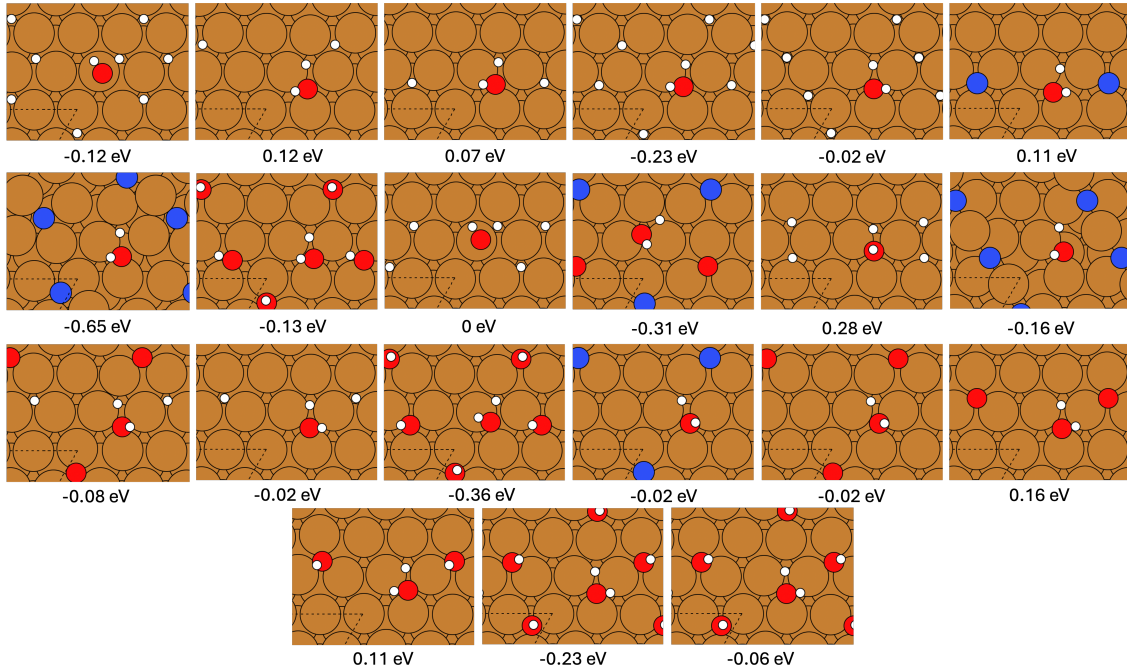 -0.12 eV
0.12 eV
0.07 eV
-0.23 eV
-0.02 eV
0.11 eV
-0.65 eV
-0.13 eV
0 eV
-0.31 eV
0.28 eV
-0.16 eV
-0.08 eV
-0.02 eV
-0.36 eV
-0.02 eV
-0.02 eV
0.16 eV
0.11 eV
-0.23 eV
-0.06 eV